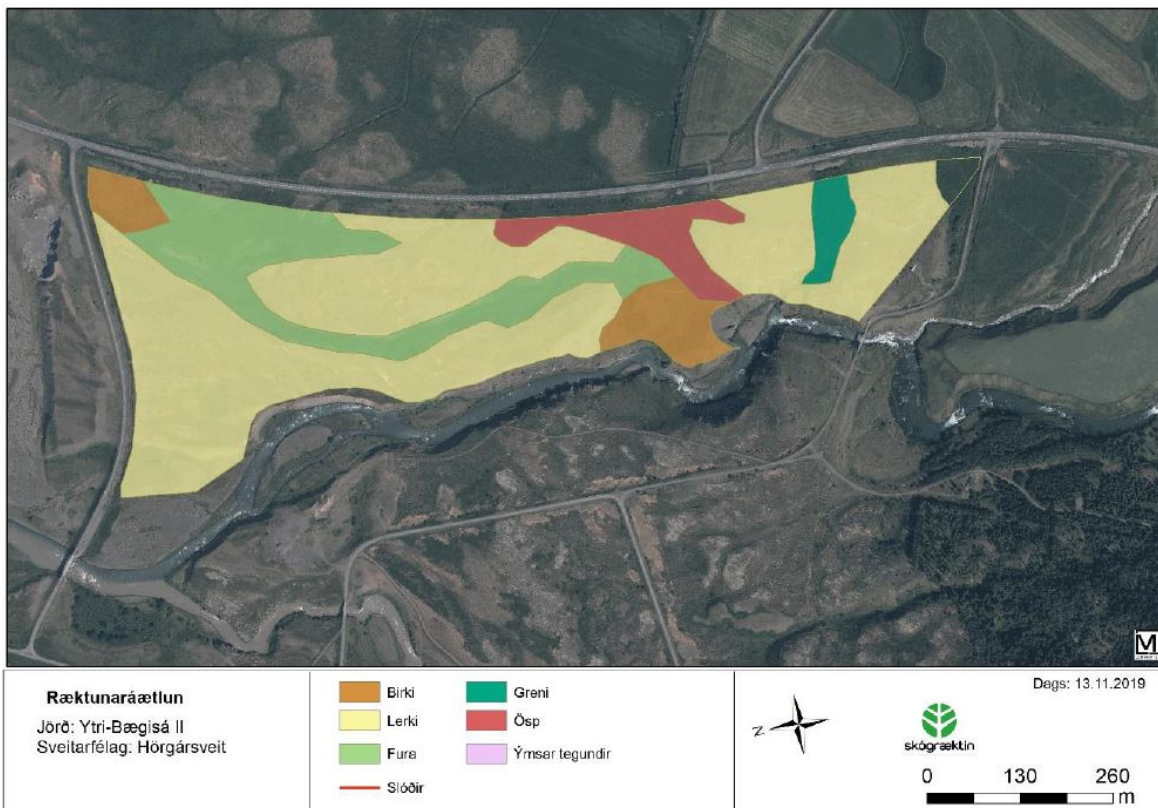 Ræktunaráætlun
Jörð: Ytri-Bægisá II
Sveitarfélag: Hörgársveit
Birki
Lerki
Fura
Slóðir
Greni
Ösp
Ýmsar tegundir
Z
skógræktin
Dags: 13.11.2019
0 130 260
m
M